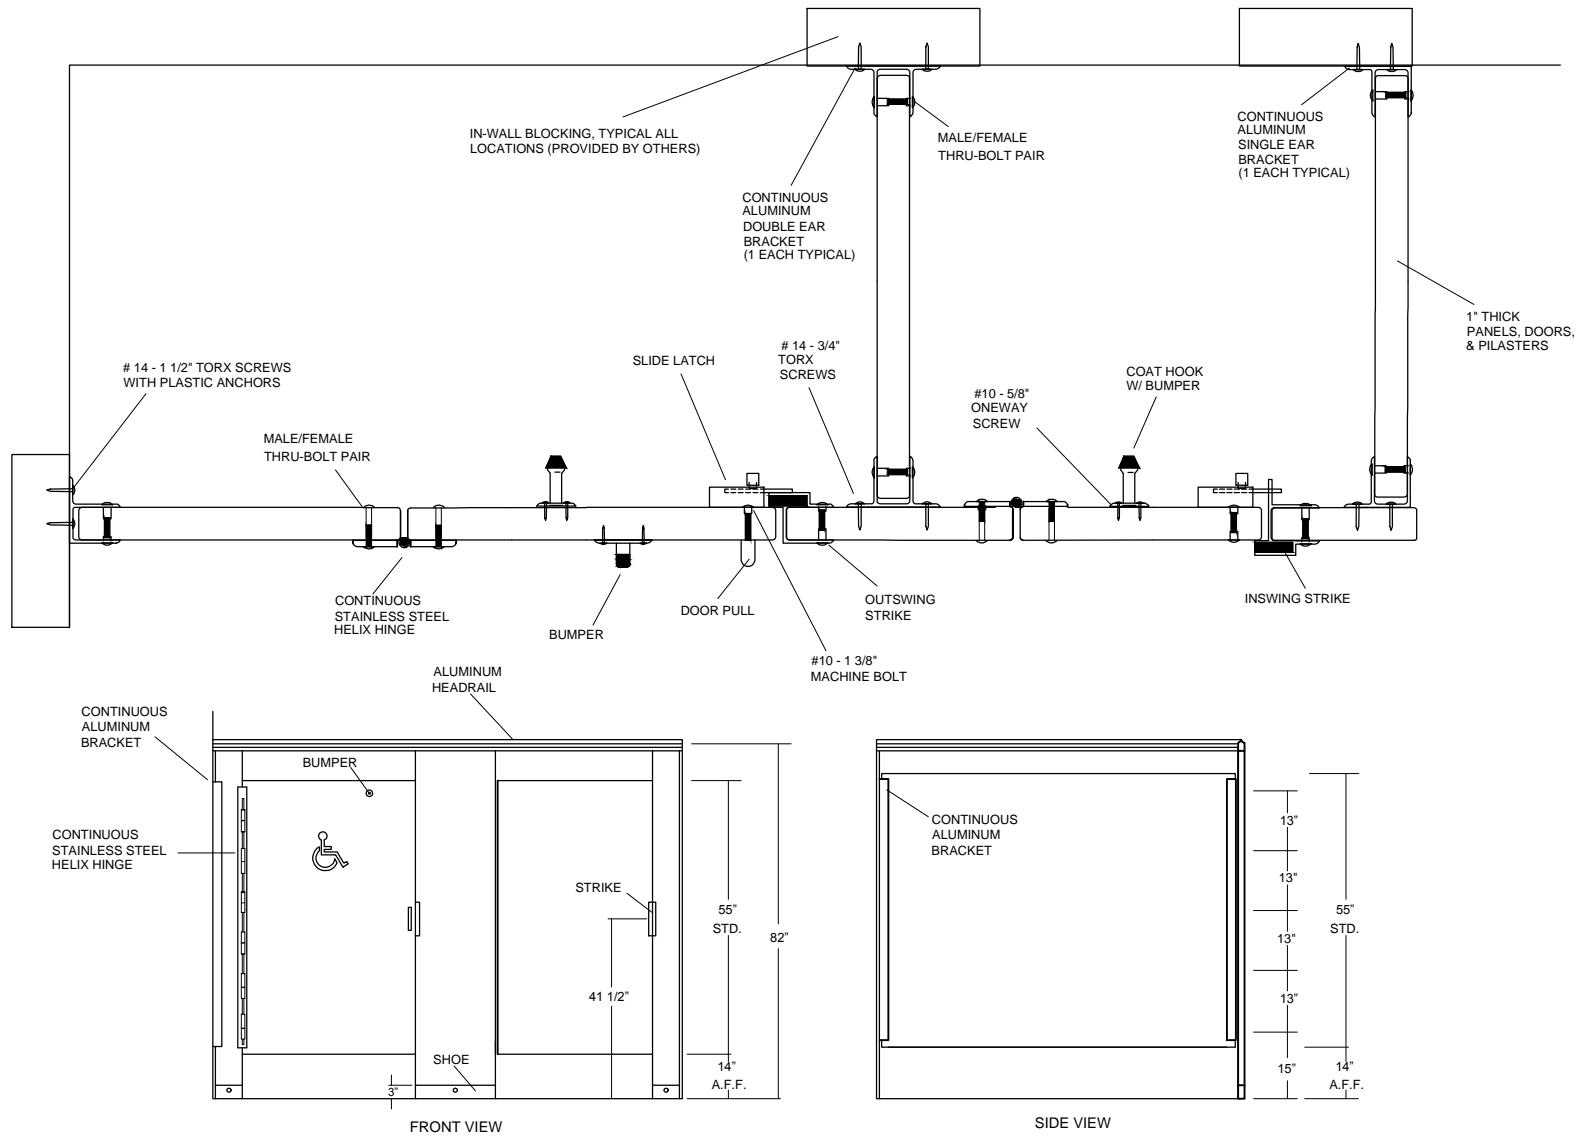 IN-WALL BLOCKING, TYPICAL ALL
LOCATIONS (PROVIDED BY OTHERS)
MALE/FEMALE
THRU-BOLT PAIR
CONTINUOUS
ALUMINUM
SINGLE EAR
BRACKET
(1 EACH TYPICAL)
CONTINUOUS
ALUMINUM
DOUBLE EAR
BRACKET
(1 EACH TYPICAL)
1" THICK
PANELS, DOORS,
& PILASTERS
# 14 - 1 1/2" TORX SCREWS
WITH PLASTIC ANCHORS
SLIDE LATCH
# 14 - 3/4"
TORX
SCREWS
#10 - 5/8"
ONEWAY
SCREW
COAT HOOK
W/ BUMPER
MALE/FEMALE
THRU-BOLT PAIR
CONTINUOUS
STAINLESS STEEL
HELIX HINGE
BUMPER
DOOR PULL
OUTSWING
STRIKE
INSWING STRIKE
#10 - 1 3/8"
MACHINE BOLT
ALUMINUM
HEADRAIL
CONTINUOUS
ALUMINUM
BRACKET
BUMPER
CONTINUOUS
STAINLESS STEEL
HELIX HINGE
STRIKE
55”
STD.
82”
41 1/2”
SHOE
3”
14”
A.F.F.
FRONT VIEW
CONTINUOUS
ALUMINUM
BRACKET
13”
13”
13”
13”
15”
55”
STD.
14”
A.F.F.
SIDE VIEW